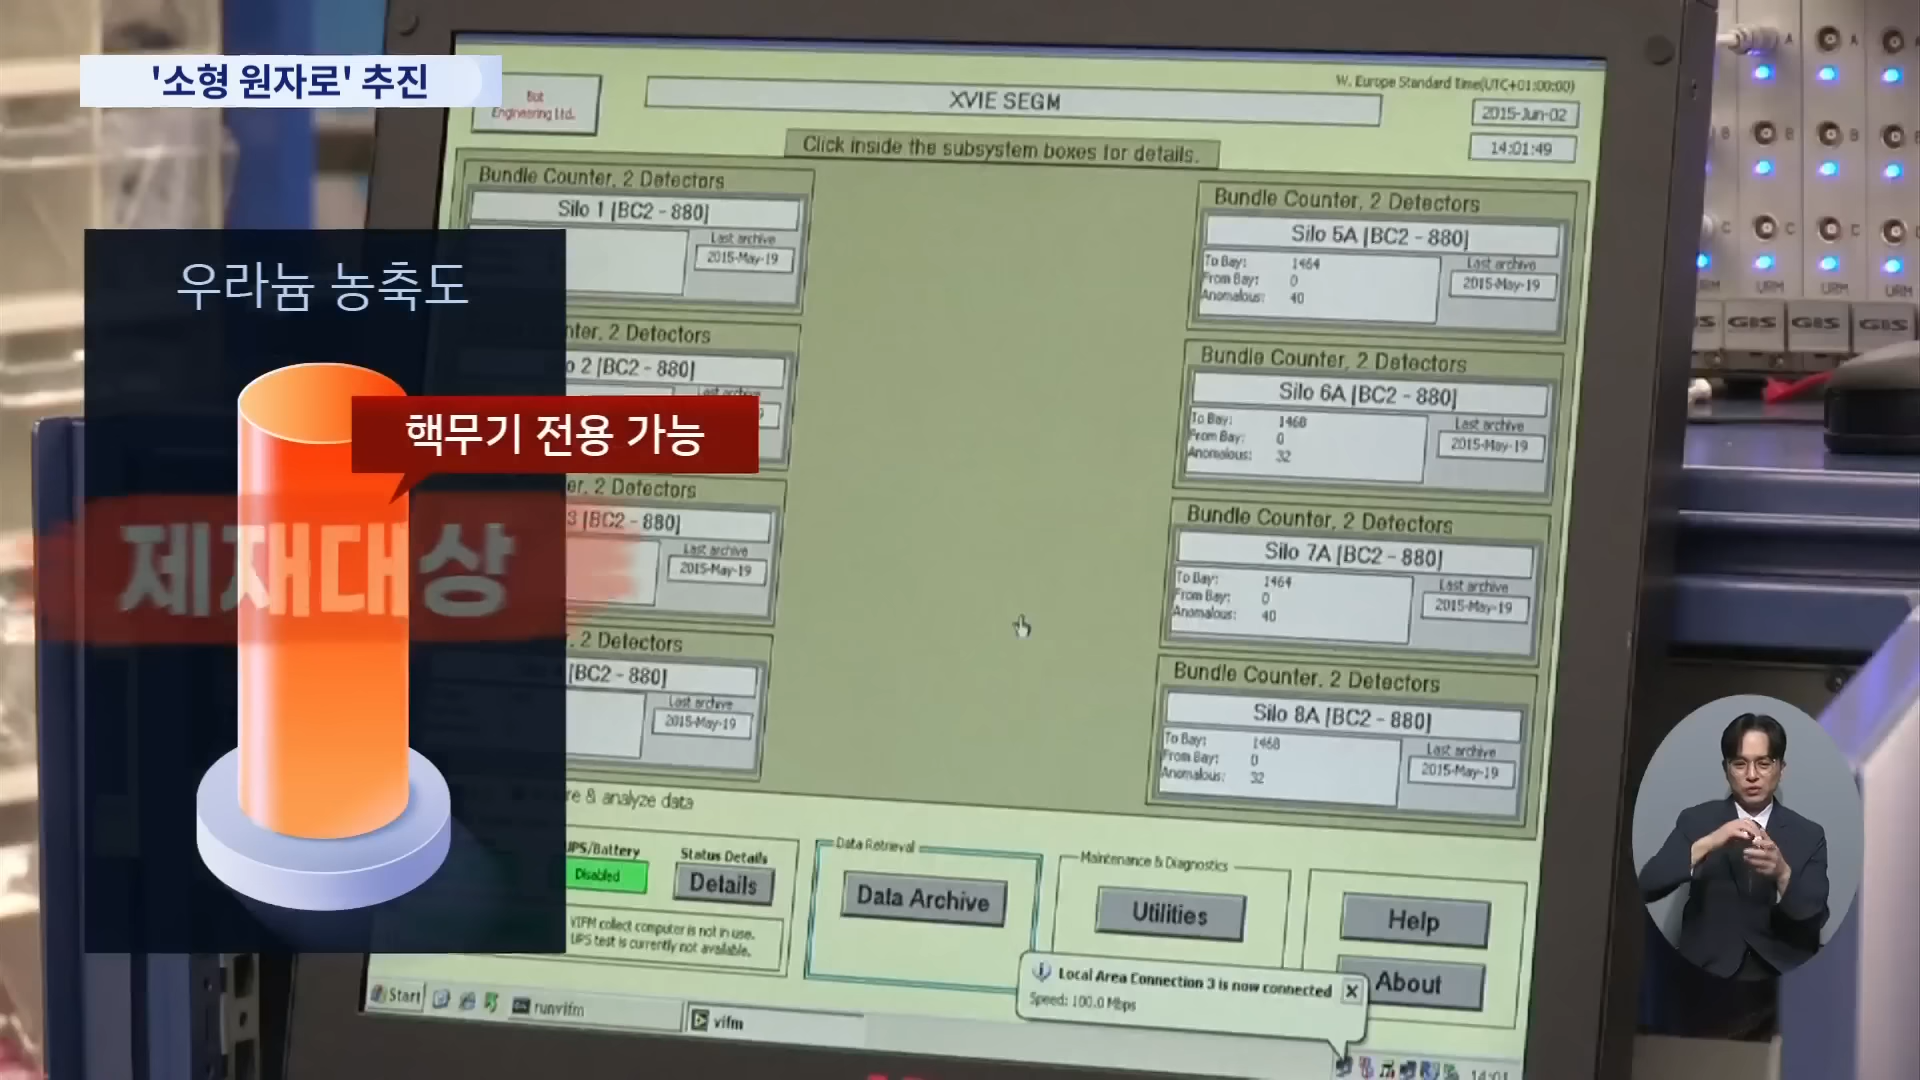 '소형 원자로' 추진
Bot
Engineering Ltd.
XVIE SEGM
W. Europe Standard Time(UTC+01:00:00)
2015-Jun-02
14:01:49
Click inside the subsystem boxes for details.
Bundle Counter, 2 Detectors
Silo 1 [BC2 - 880]
Last archive
2015-May-19
nter, 2 Detectors
o 2 [BC2 - 880]
Last archive
er, 2 Detectors
3 [BC2 - 880]
Last archive
2015-May-19
. 2 Detectors
[BC2 - 880]
Last archive
2015-May-19
Bundle Counter, 2 Detectors
Silo 5A [BC2 - 880]
To Bay: 1464
From Bay: 0
Anomalous: 40
Last archive
2015-May-19
Bundle Counter, 2 Detectors
Silo 6A [BC2 - 880]
To Bay: 1468
From Bay: 0
Anomalous: 32
Last archive
2015-May-19
Bundle Counter, 2 Detectors
Silo 7A [BC2 - 880]
To Bay: 1464
From Bay: 0
Anomalous: 40
Last archive
2015-May-19
Bundle Counter, 2 Detectors
Silo 8A [BC2 - 880]
To Bay: 1468
From Bay: 0
Anomalous: 32
Last archive
2015-May-19
우라늄 농축도
핵무기 전용 가능
제재대상
re & analyze data
UPS/Battery
Disabled
Status Details
Details
VIFM collect computer is not in use.
UPS test is currently not available.
Data Retrieval
Data Archive
Maintenance & Diagnostics
Utilities
Help
About
Local Area Connection 3 is now connected
Speed: 100.0 Mbps
Start
runvifm
vifm
14:01
A
A
B
B
B
C
C
C
URM
URM
URM
URM
GBS
GBS
GBS